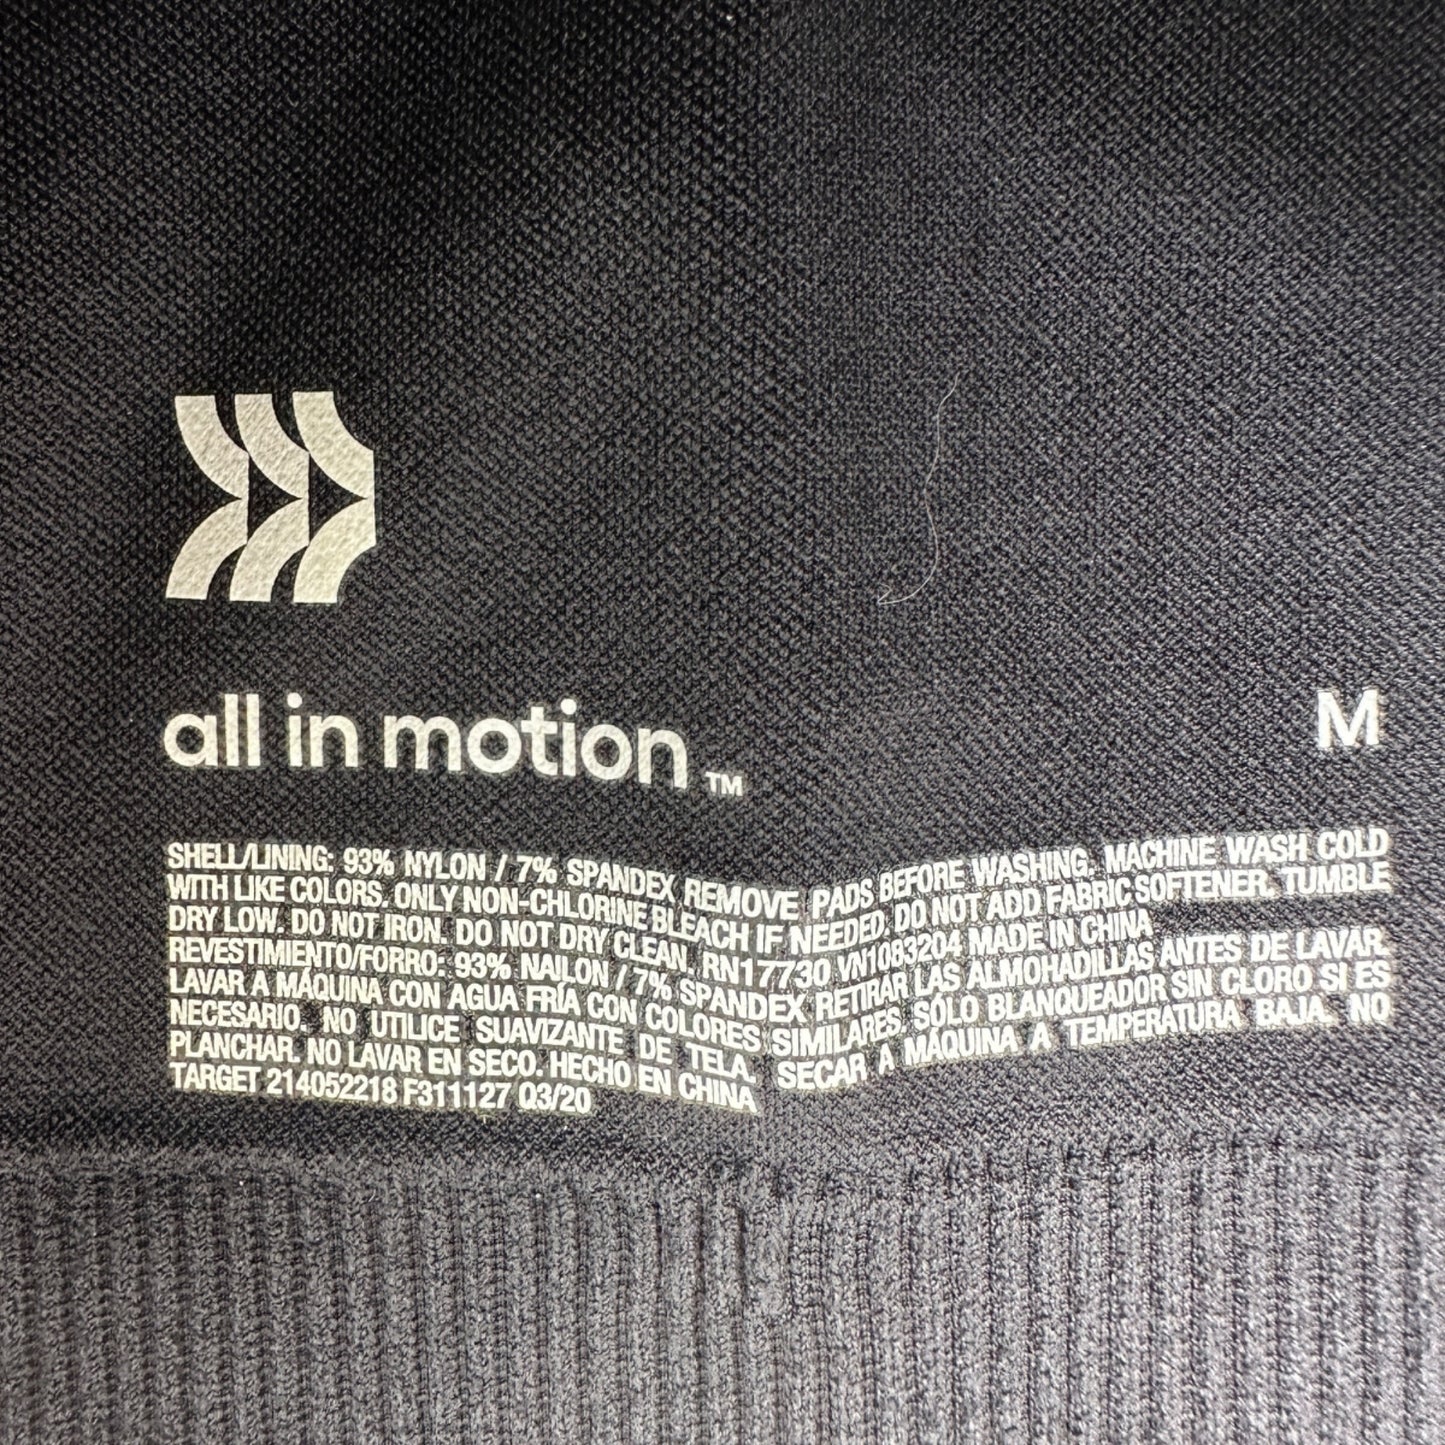 all in motion ™
M
SHELL/LINING: 93% NYLON / 7% SPANDEX REMOVE PADS BEFORE WASHING. MACHINE WASH COLD
WITH LIKE COLORS. ONLY NON-CHLORINE BLEACH IF NEEDED. DO NOT ADD FABRIC SOFTENER. TUMBLE
DRY LOW. DO NOT IRON. DO NOT DRY CLEAN. RN17730 VN1083204 MADE IN CHINA
REVESTIMIENTO/FORRO: 93% NAILON / 7% SPANDEX RETIRAR LAS ALMOHADILLAS ANTES DE LAVAR.
LAVAR A MÁQUINA CON AGUA FRÍA CON COLORES SIMILARES. SÓLO BLANQUEADOR SIN CLORO SI ES
NECESARIO. NO UTILICE SUAVIZANTE DE TELA. SECAR A MÁQUINA A TEMPERATURA BAJA. NO
PLANCHAR. NO LAVAR EN SECO. HECHO EN CHINA
TARGET 214052218 F311127 Q3/20